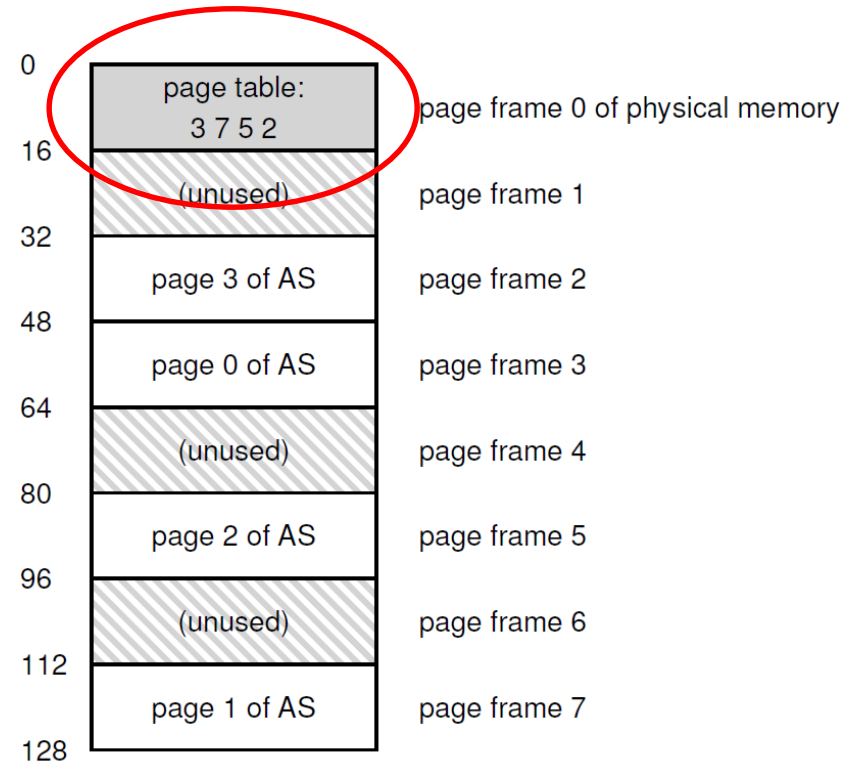 0
page table:
3 7 5 2
page frame 0 of physical memory
16
(unused)
page frame 1
32
page 3 of AS
page frame 2
48
page 0 of AS
page frame 3
64
(unused)
page frame 4
80
page 2 of AS
page frame 5
96
(unused)
page frame 6
112
page 1 of AS
page frame 7
128